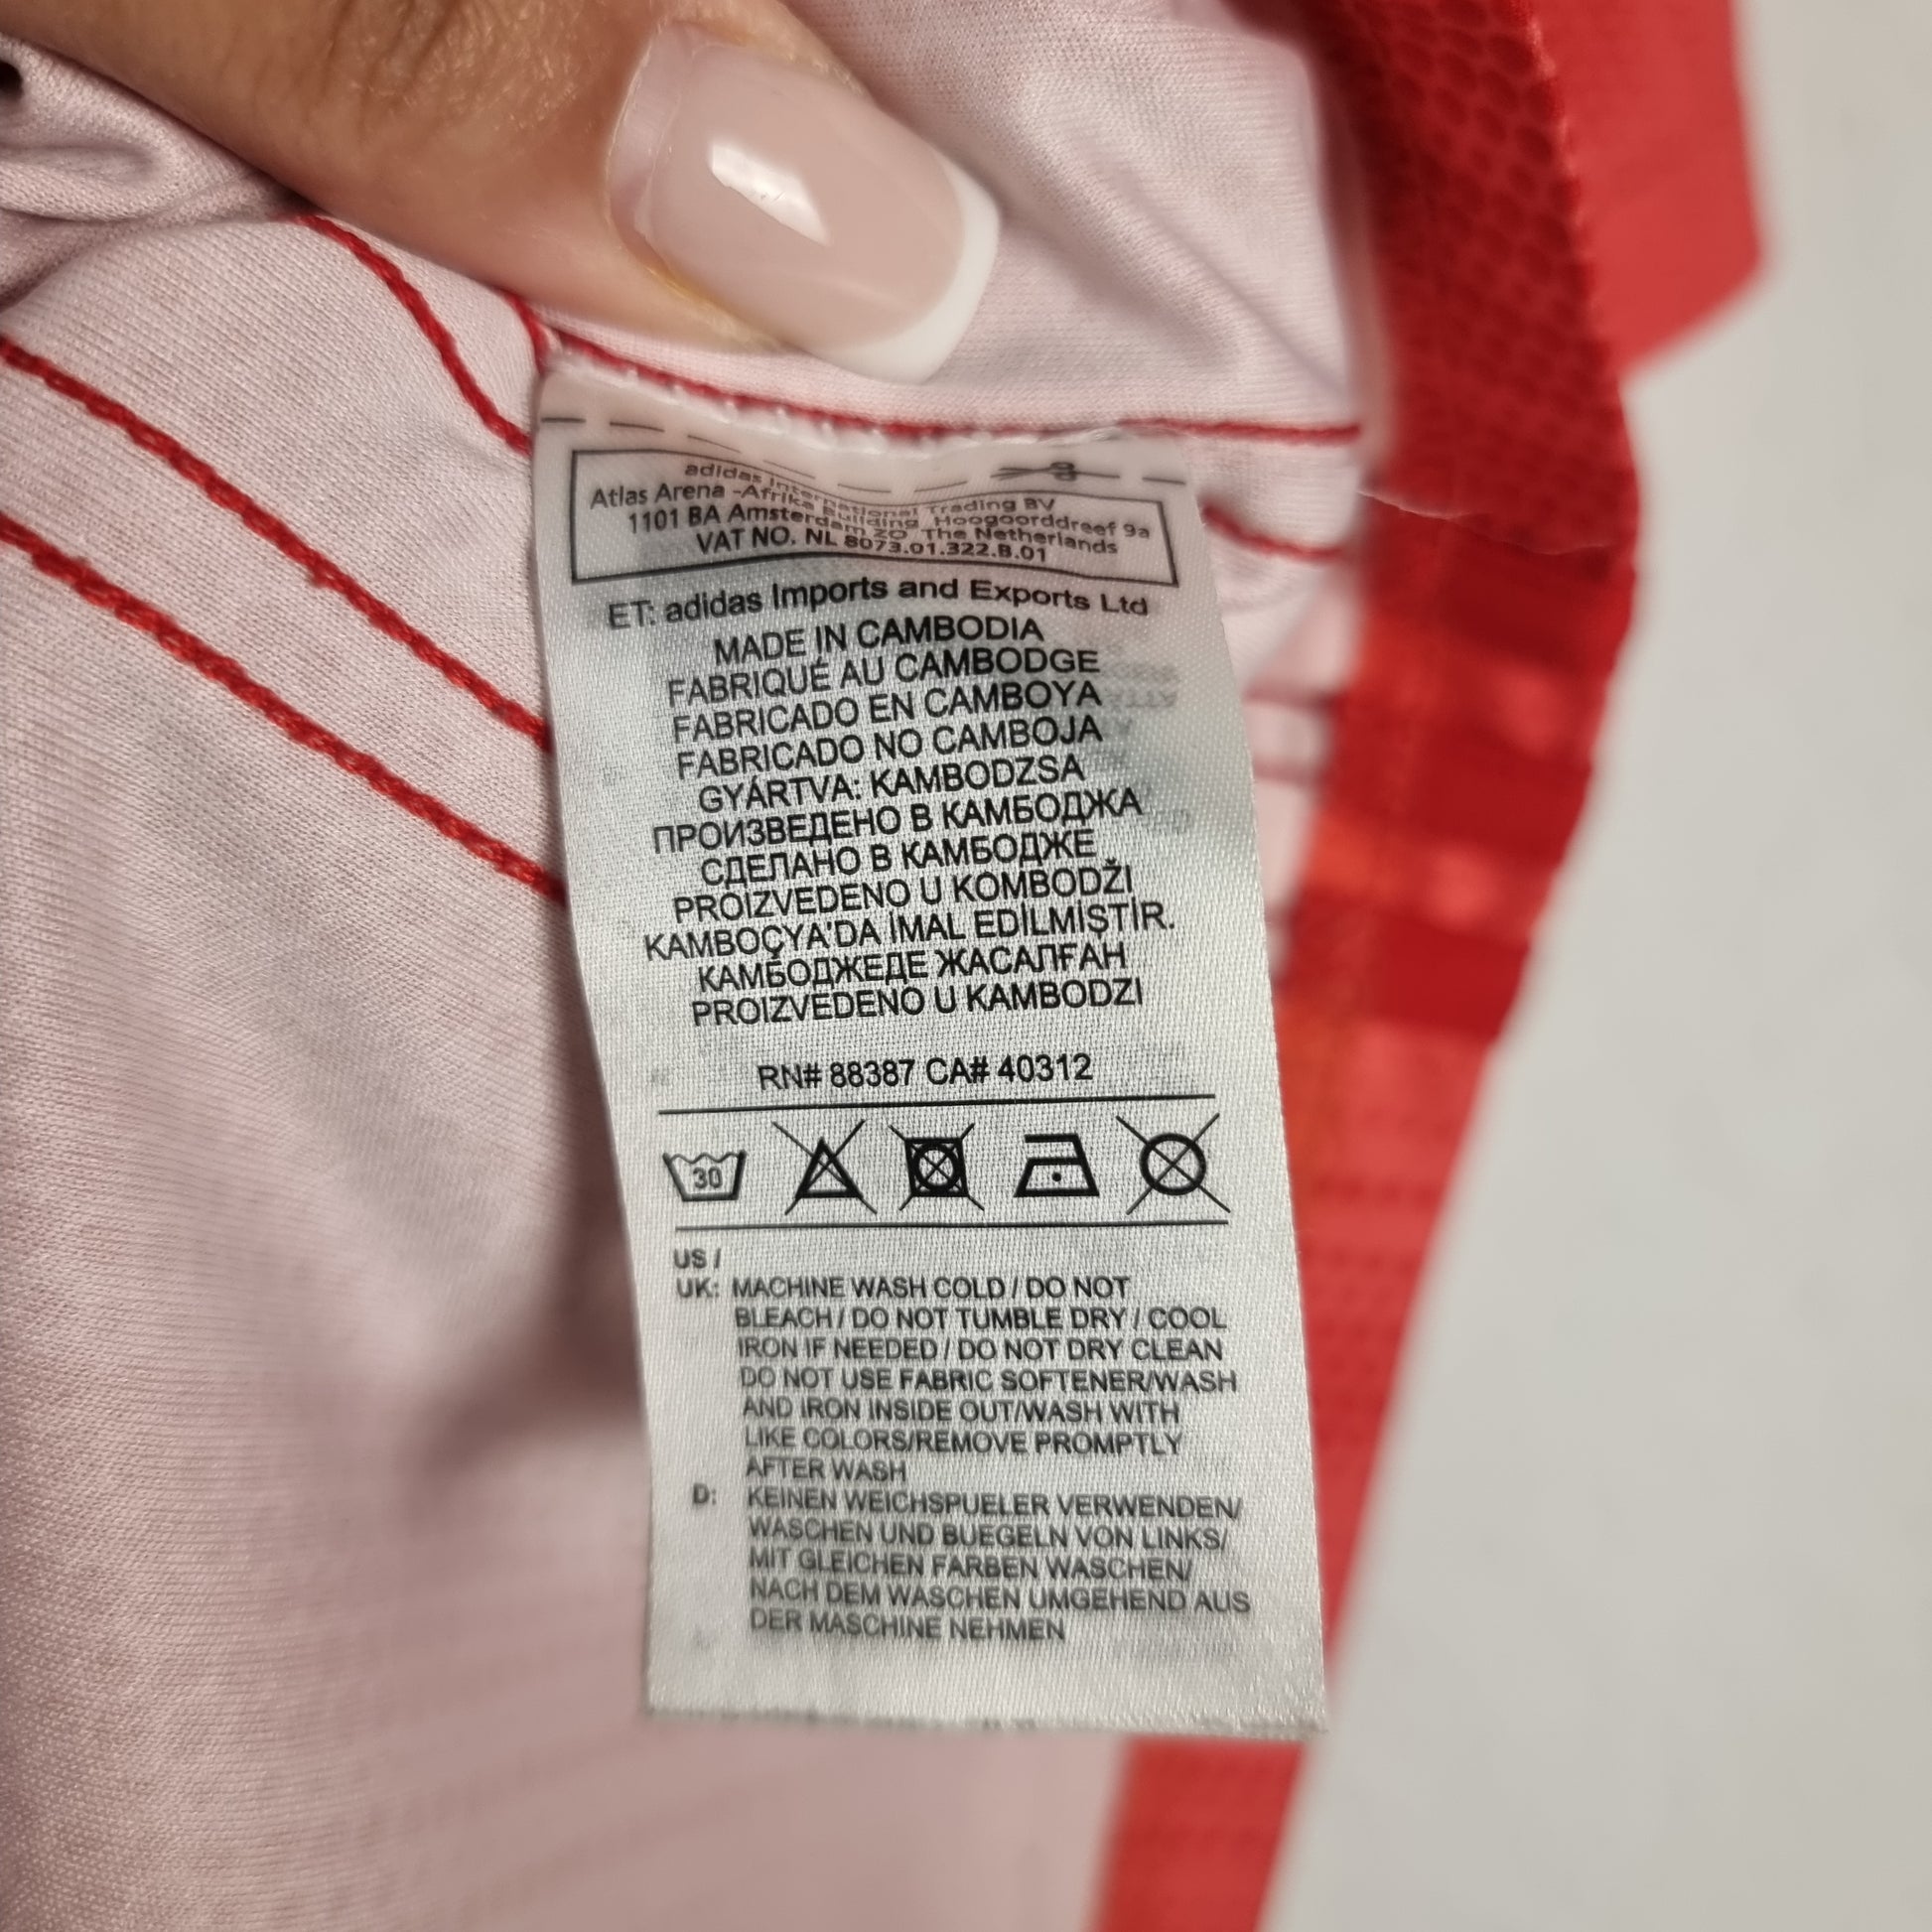 adidas International Trading BV
Atlas Arena -Afrika Building, Hoogoorddreef 9a
1101 BA Amsterdam ZO, The Netherlands
VAT NO. NL 8073.01.322.B.01
ET: adidas Imports and Exports Ltd
MADE IN CAMBODIA
FABRIQUÉ AU CAMBODGE
FABRICADO EN CAMBOYA
FABRICADO NO CAMBOJA
GYÁRTVA: KAMBODZSA
ПРОИЗВЕДЕНО В КАМБОДЖА
СДЕЛАНО В КАМБОДЖЕ
PROIZVEDENO U KOMBODŽI
KAMBOÇYA'DA İMAL EDİLMİŞTİR.
КАМБОДЖЕДЕ ЖАСАЛҒАН
PROIZVEDENO U KAMBODZI
RN# 88387 CA# 40312
30
US /
UK: MACHINE WASH COLD / DO NOT
BLEACH / DO NOT TUMBLE DRY / COOL
IRON IF NEEDED / DO NOT DRY CLEAN
DO NOT USE FABRIC SOFTENER/WASH
AND IRON INSIDE OUT/WASH WITH
LIKE COLORS/REMOVE PROMPTLY
AFTER WASH
D: KEINEN WEICHSPUELER VERWENDEN/
WASCHEN UND BUEGELN VON LINKS/
MIT GLEICHEN FARBEN WASCHEN/
NACH DEM WASCHEN UMGEHEND AUS
DER MASCHINE NEHMEN